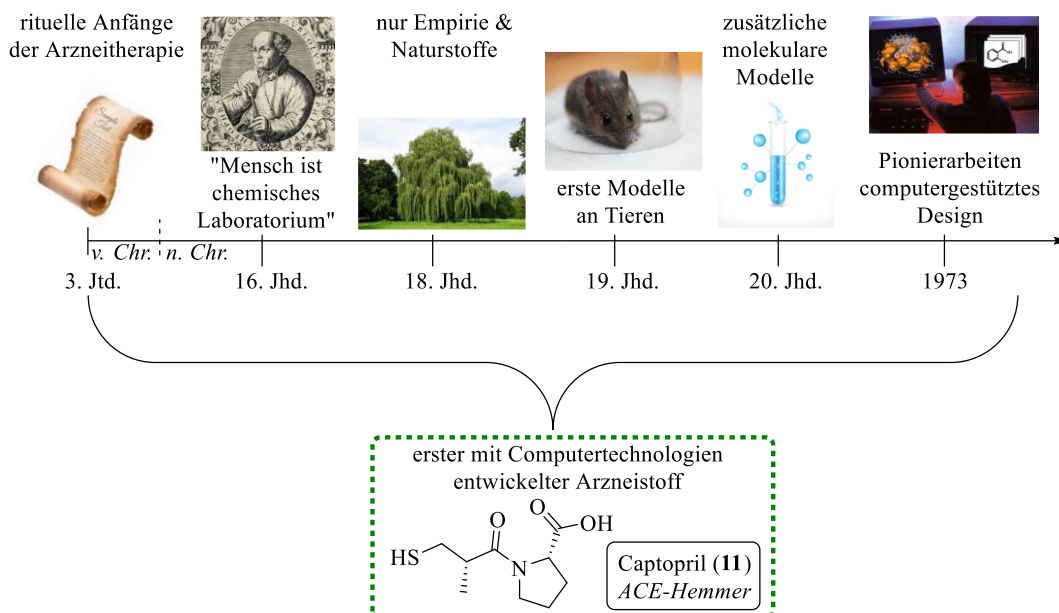 rituelle Anfänge
der Arzneitherapie
Sample
Text
"Mensch ist
chemisches
Laboratorium"
nur Empirie &
Naturstoffe
erste Modelle
an Tieren
zusätzliche
molekulare
Modelle
Pionierarbeiten
computergestütztes
Design
v. Chr.
n. Chr.
3. Jtd.
16. Jhd.
18. Jhd.
19. Jhd.
20. Jhd.
1973
erster mit Computertechnologien
entwickelter Arzneistoff
O
O
OH
HS
N
Captopril (11)
ACE-Hemmer